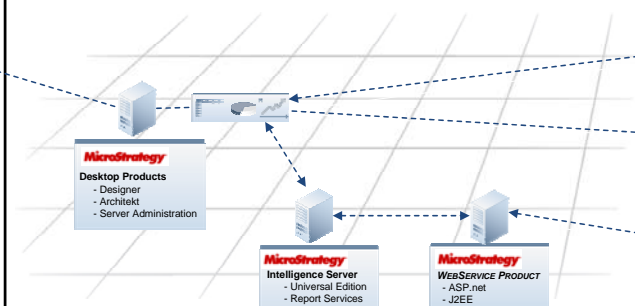 MicroStrategy
Desktop Products
- Designer
- Architekt
- Server Administration
MicroStrategy
Intelligence Server
- Universal Edition
- Report Services
MicroStrategy
WEBSERVICE PRODUCT
- ASP.net
- J2EE